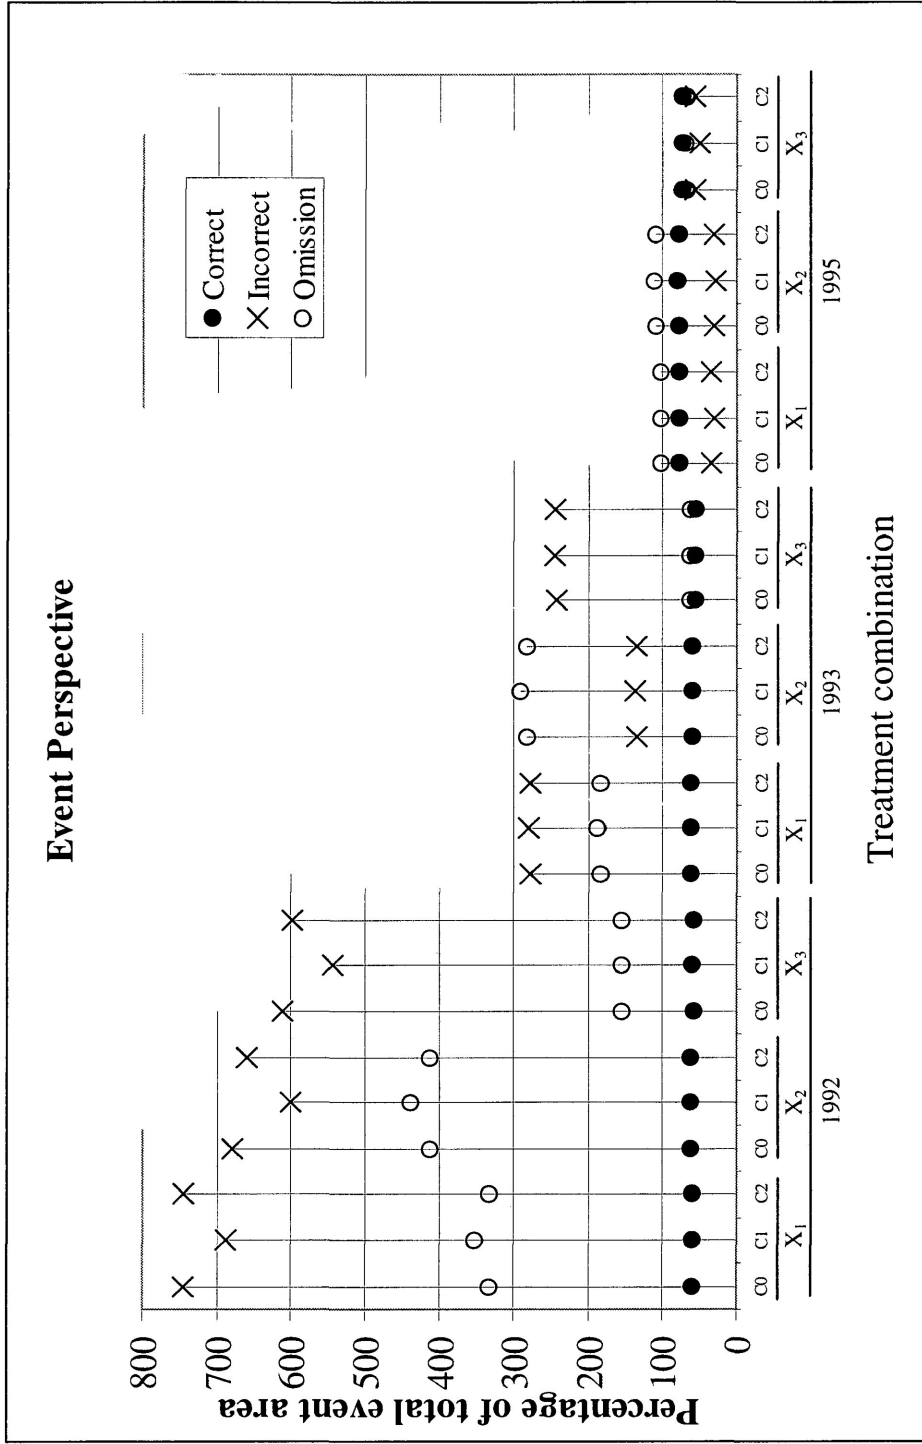 Event Perspective
Percentage of total event area
800
700
600
500
400
300
200
100
0
Correct
Incorrect
Omission
C0 C1 C2 C0 C1 C2 C0 C1 C2 C0 C1 C2 C0 C1 C2 C0 C1 C2 C0 C1 C2 C0 C1 C2 C0 C1 C2
X₁ X₂ X₃ X₁ X₂ X₃ X₁ X₂ X₃
1992 1993 1995
Treatment combination